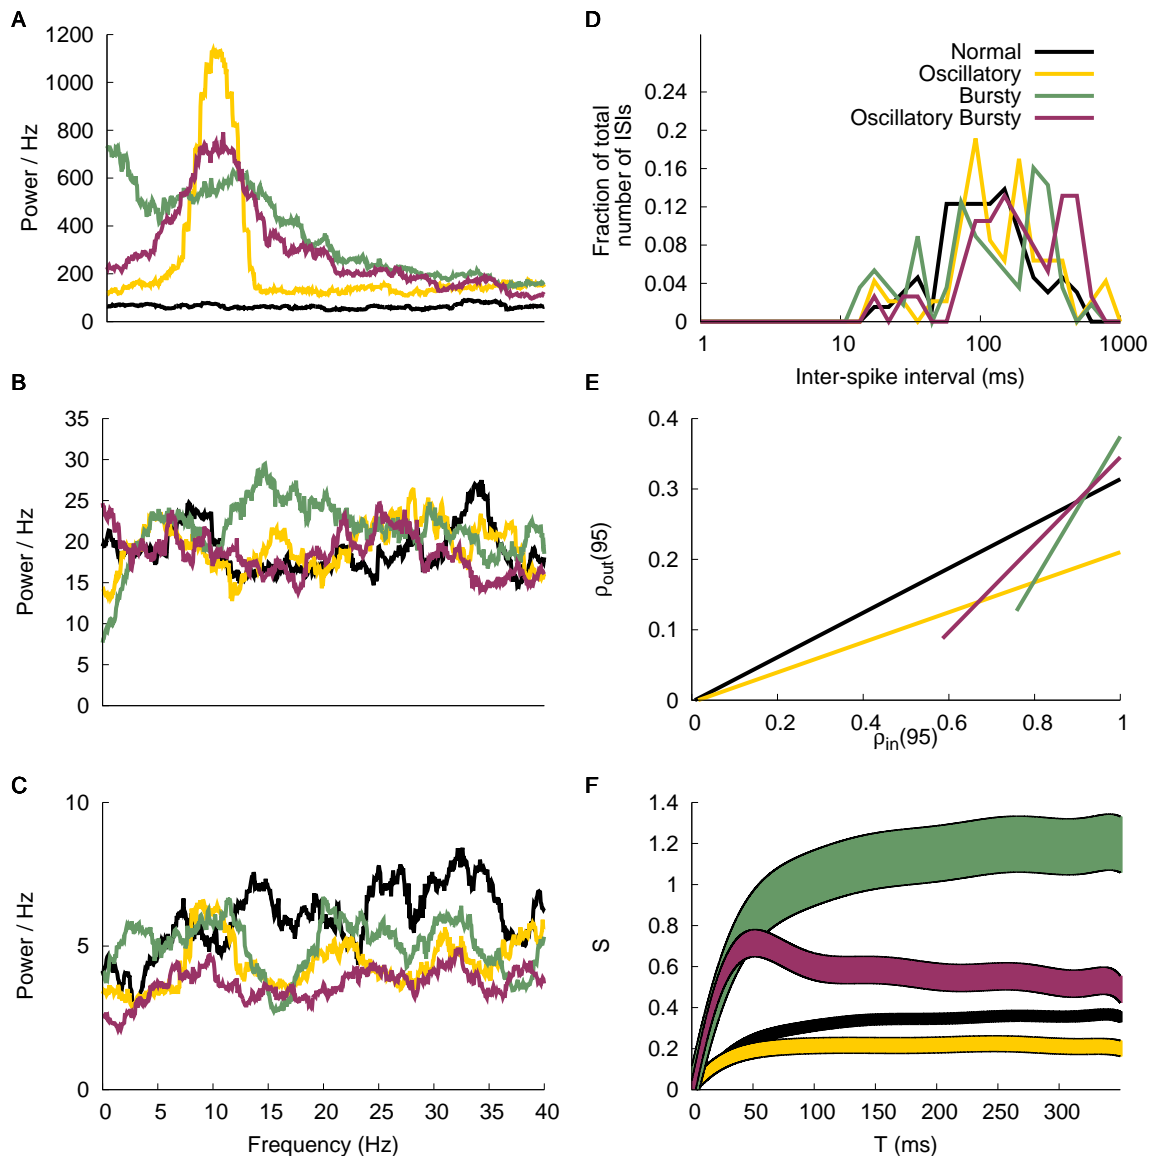 A
1200
1000
800
600
400
200
0
Power / Hz
B
35
30
25
20
15
10
5
0
Power / Hz
C
10
5
0
Power / Hz
0 5 10 15 20 25 30 35 40
Frequency (Hz)
D
Normal
Oscillatory
Bursty
Oscillatory Bursty
0.24
0.2
0.16
0.12
0.08
0.04
0
Fraction of total
number of ISIs
1 10 100 1000
Inter-spike interval (ms)
E
0.4
0.3
0.2
0.1
0
ρout(95)
0.2 0.4 0.6 0.8 1
ρin(95)
F
1.4
1.2
1
0.8
0.6
0.4
0.2
0
S
0 50 100 150 200 250 300
T (ms)